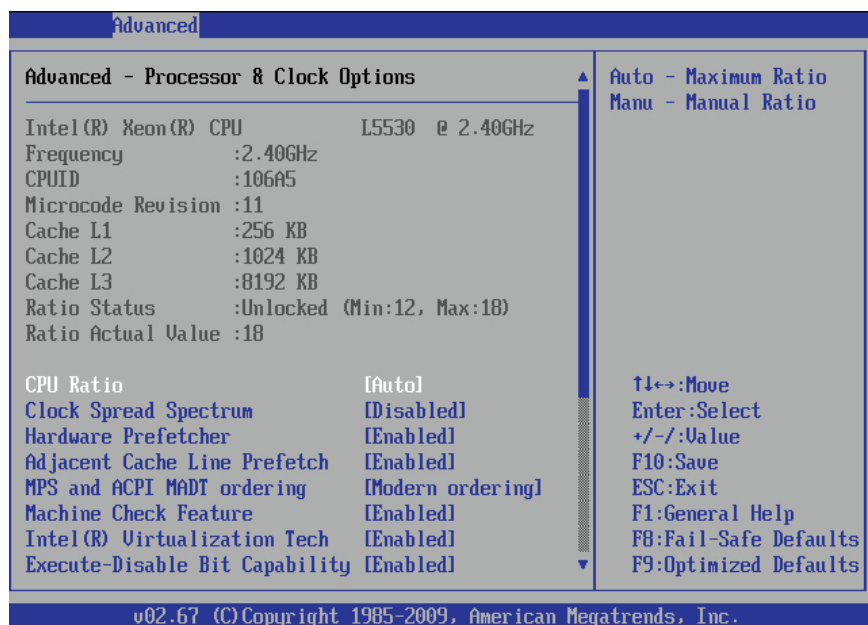 Advanced
Advanced - Processor & Clock Options
Intel(R) Xeon(R) CPU L5530 @ 2.40GHz
Frequency :2.40GHz
CPUID :106A5
Microcode Revision :11
Cache L1 :256 KB
Cache L2 :1024 KB
Cache L3 :8192 KB
Ratio Status :Unlocked (Min:12, Max:18)
Ratio Actual Value :18
CPU Ratio [Auto]
Clock Spread Spectrum [Disabled]
Hardware Prefetcher [Enabled]
Adjacent Cache Line Prefetch [Enabled]
MPS and ACPI MADT ordering [Modern ordering]
Machine Check Feature [Enabled]
Intel(R) Virtualization Tech [Enabled]
Execute-Disable Bit Capability [Enabled]
Auto - Maximum Ratio
Manu - Manual Ratio
↑↓←→:Move
Enter:Select
+/-/:Value
F10:Save
ESC:Exit
F1:General Help
F8:Fail-Safe Defaults
F9:Optimized Defaults
v02.67 (C)Copyright 1985-2009, American Megatrends, Inc.